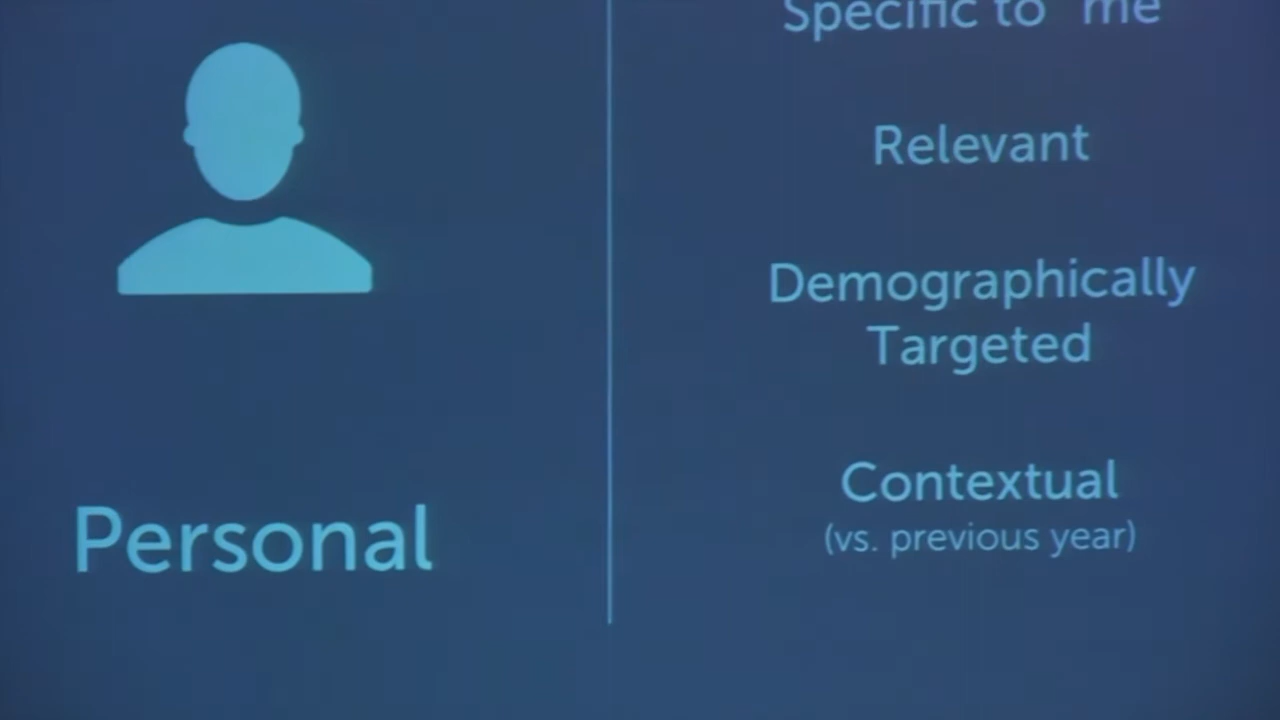 Personal
Specific to "me
Relevant
Demographically
Targeted
Contextual
(vs. previous year)